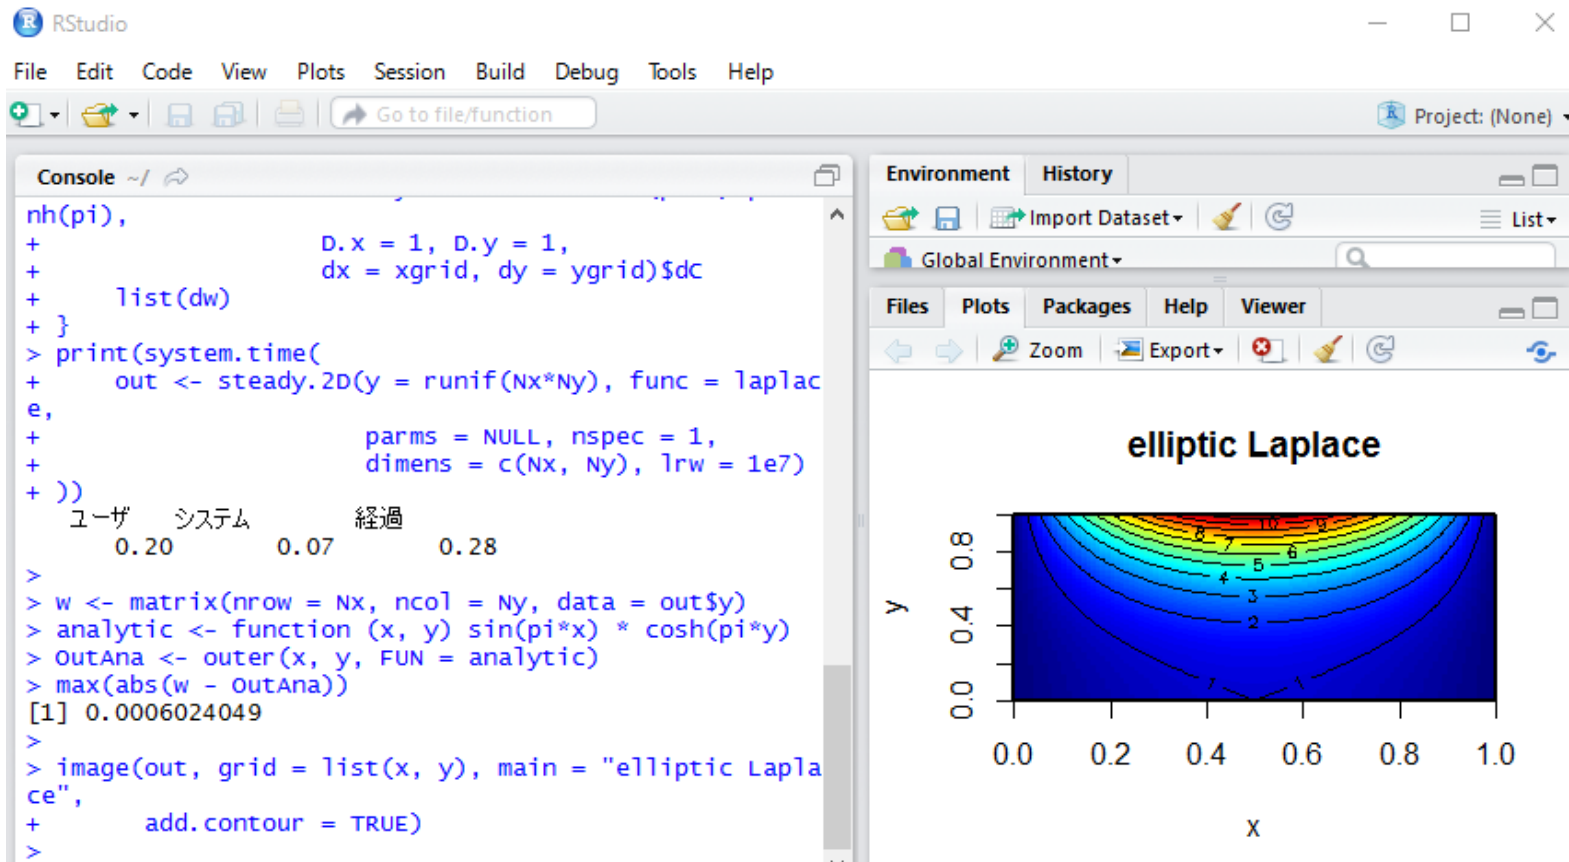 RStudio
File Edit Code View Plots Session Build Debug Tools Help
Go to file/function
Project: (None)
Console ~/
nh(pi),
+ D.x = 1, D.y = 1,
+ dx = xgrid, dy = ygrid)$dC
+ list(dw)
+ }
> print(system.time(
+ out <- steady.2D(y = runif(Nx*Ny), func = laplac
e,
+ parms = NULL, nspec = 1,
+ dimens = c(Nx, Ny), lrw = 1e7)
+ ))
ユーザ システム 経過
0.20 0.07 0.28
>
> w <- matrix(nrow = Nx, ncol = Ny, data = out$y)
> analytic <- function (x, y) sin(pi*x) * cosh(pi*y)
> OutAna <- outer(x, y, FUN = analytic)
> max(abs(w - OutAna))
[1] 0.0006024049
>
> image(out, grid = list(x, y), main = "elliptic Lapla
ce",
+ add.contour = TRUE)
>
Environment History
Import Dataset
List
Global Environment
Files Plots Packages Help Viewer
Zoom Export
elliptic Laplace
10 9
8 7 6
5
4
3
2
1 1
y
0.8
0.4
0.0
0.0 0.2 0.4 0.6 0.8 1.0
x